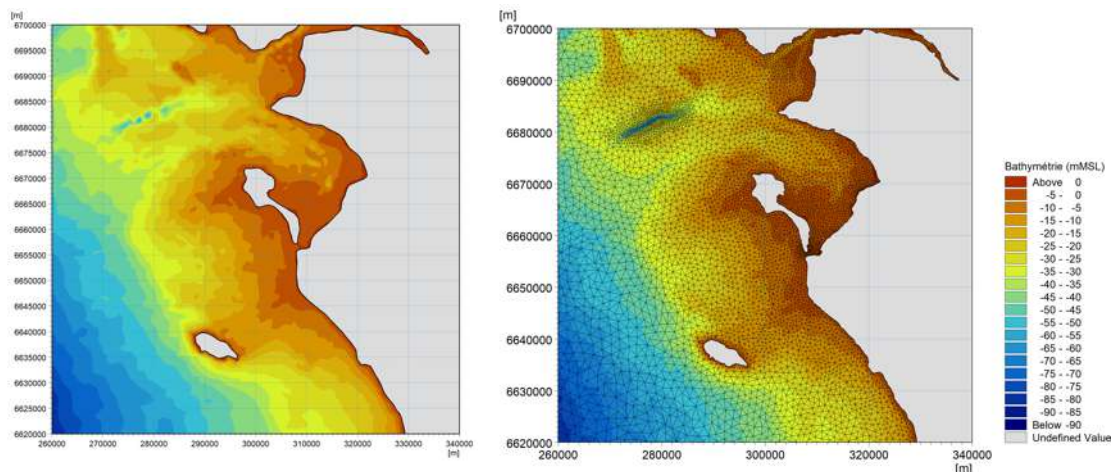 [m]
6700000
6695000
6690000
6685000
6680000
6675000
6670000
6665000
6660000
6655000
6650000
6645000
6640000
6635000
6630000
6625000
6620000
260000 270000 280000 290000 300000 310000 320000 330000 340000
[m]
[m]
6700000
6690000
6680000
6670000
6660000
6650000
6640000
6630000
6620000
260000 280000 300000 320000 340000
[m]
Bathymétrie (mMSL)
Above 0
-5 - 0
-10 - -5
-15 - -10
-20 - -15
-25 - -20
-30 - -25
-35 - -30
-40 - -35
-45 - -40
-50 - -45
-55 - -50
-60 - -55
-65 - -60
-70 - -65
-75 - -70
-80 - -75
-85 - -80
-90 - -85
Below -90
Undefined Value